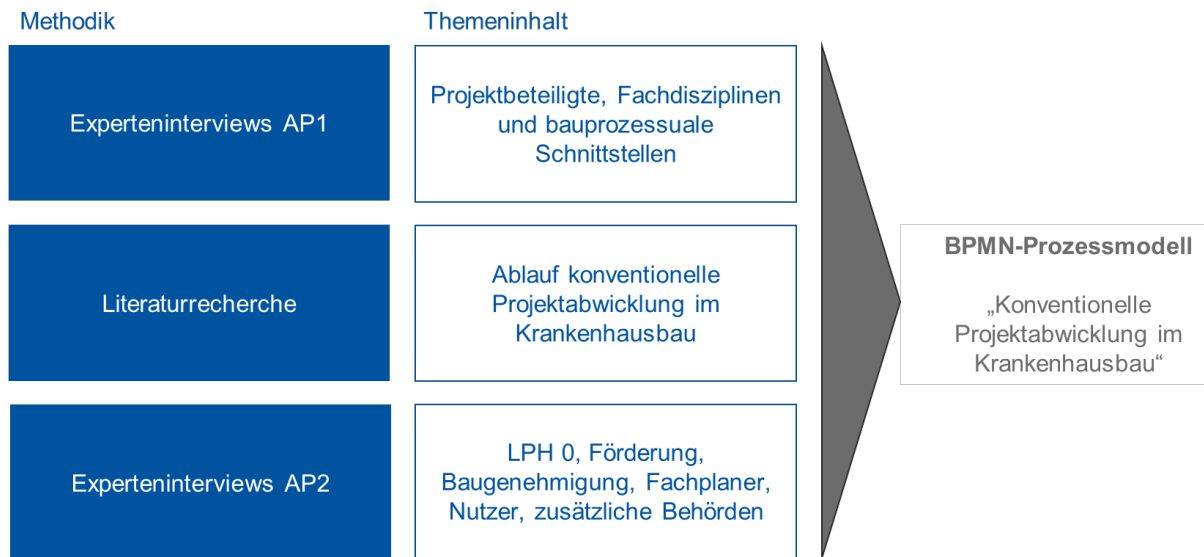 Methodik
Themeninhalt
Experteninterviews AP1
Projektbeteiligte, Fachdisziplinen
und bauprozessuale
Schnittstellen
Literaturrecherche
Ablauf konventionelle
Projektabwicklung im
Krankenhausbau
Experteninterviews AP2
LPH 0, Förderung,
Baugenehmigung, Fachplaner,
Nutzer, zusätzliche Behörden
BPMN-Prozessmodell
„Konventionelle
Projektabwicklung im
Krankenhausbau“